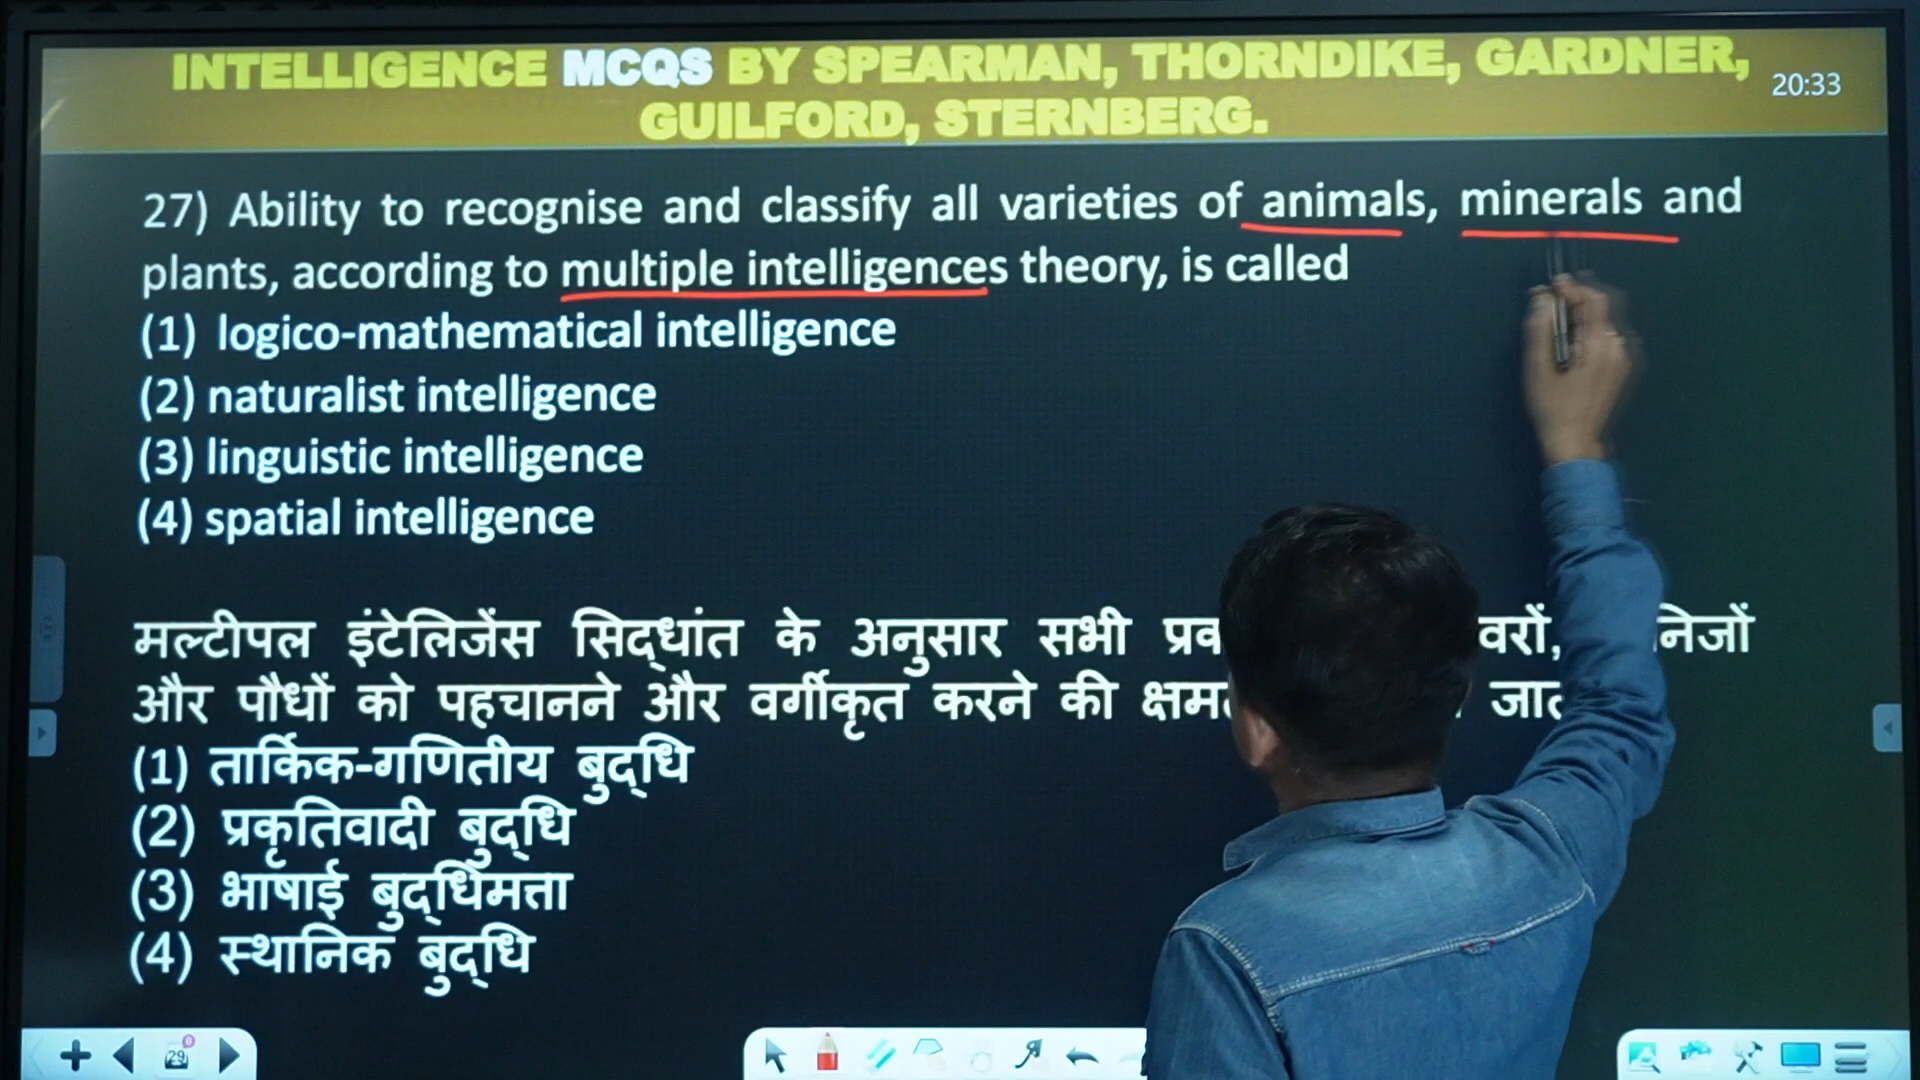 INTELLIGENCE MCQS BY SPEARMAN, THORNDIKE, GARDNER,
GUILFORD, STERNBERG.
20:33
27) Ability to recognise and classify all varieties of animals, minerals and
plants, according to multiple intelligences theory, is called
(1) logico-mathematical intelligence
(2) naturalist intelligence
(3) linguistic intelligence
(4) spatial intelligence
मल्टीपल इंटेलिजेंस सिद्धांत के अनुसार सभी
और पौधों को पहचानने और वर्गीकृत करने की
(1) तार्किक-गणितीय बुद्धि
(2) प्रकृतिवादी बुद्धि
(3) भाषाई बुद्धिमत्ता
(4) स्थानिक बुद्धि
29
0